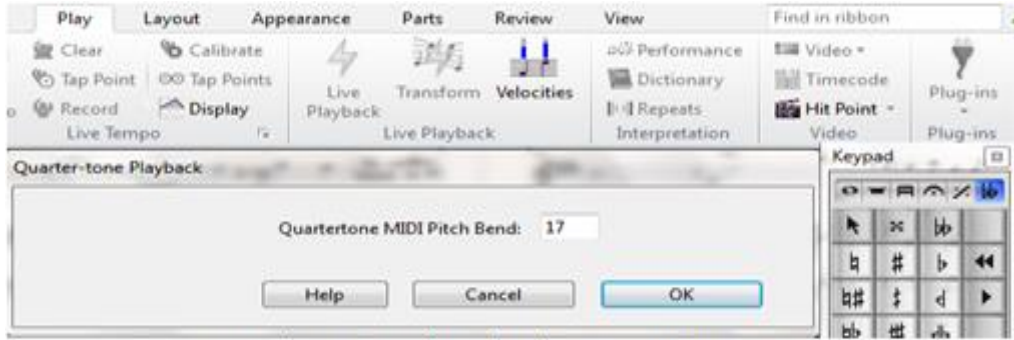 Play Layout Appearance Parts Review View Find in ribbon
Clear Calibrate Performance Video
Tap Point Tap Points Live Playback Transform Velocities Dictionary Timecode Plug-ins
Record Display Repeats Hit Point
Live Tempo Live Playback Interpretation Video Plug-ins
Quarter-tone Playback
Keypad
Quartertone MIDI Pitch Bend: 17
Help Cancel OK